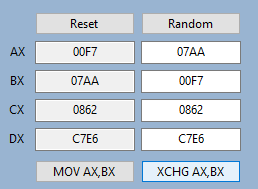 Reset Random
AX 00F7 07AA
BX 07AA 00F7
CX 0862 0862
DX C7E6 C7E6
MOV AX,BX XCHG AX,BX